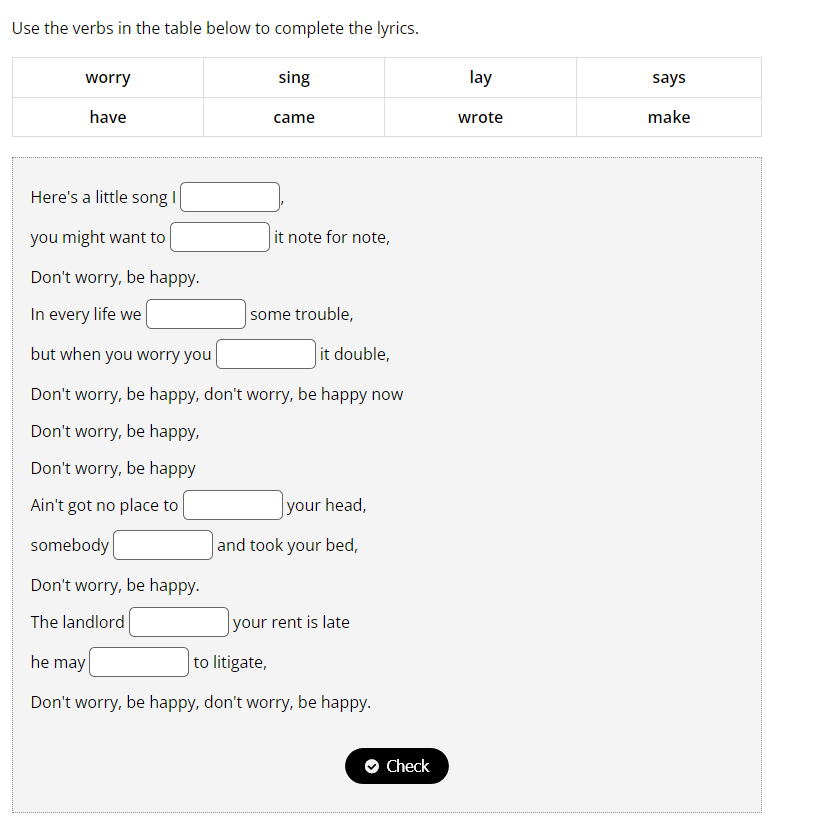 Use the verbs in the table below to complete the lyrics.
worry sing lay says
have came wrote make
Here's a little song I ,
you might want to it note for note,
Don't worry, be happy.
In every life we some trouble,
but when you worry you it double,
Don't worry, be happy, don't worry, be happy now
Don't worry, be happy,
Don't worry, be happy
Ain't got no place to your head,
somebody and took your bed,
Don't worry, be happy.
The landlord your rent is late
he may to litigate,
Don't worry, be happy, don't worry, be happy.
Check